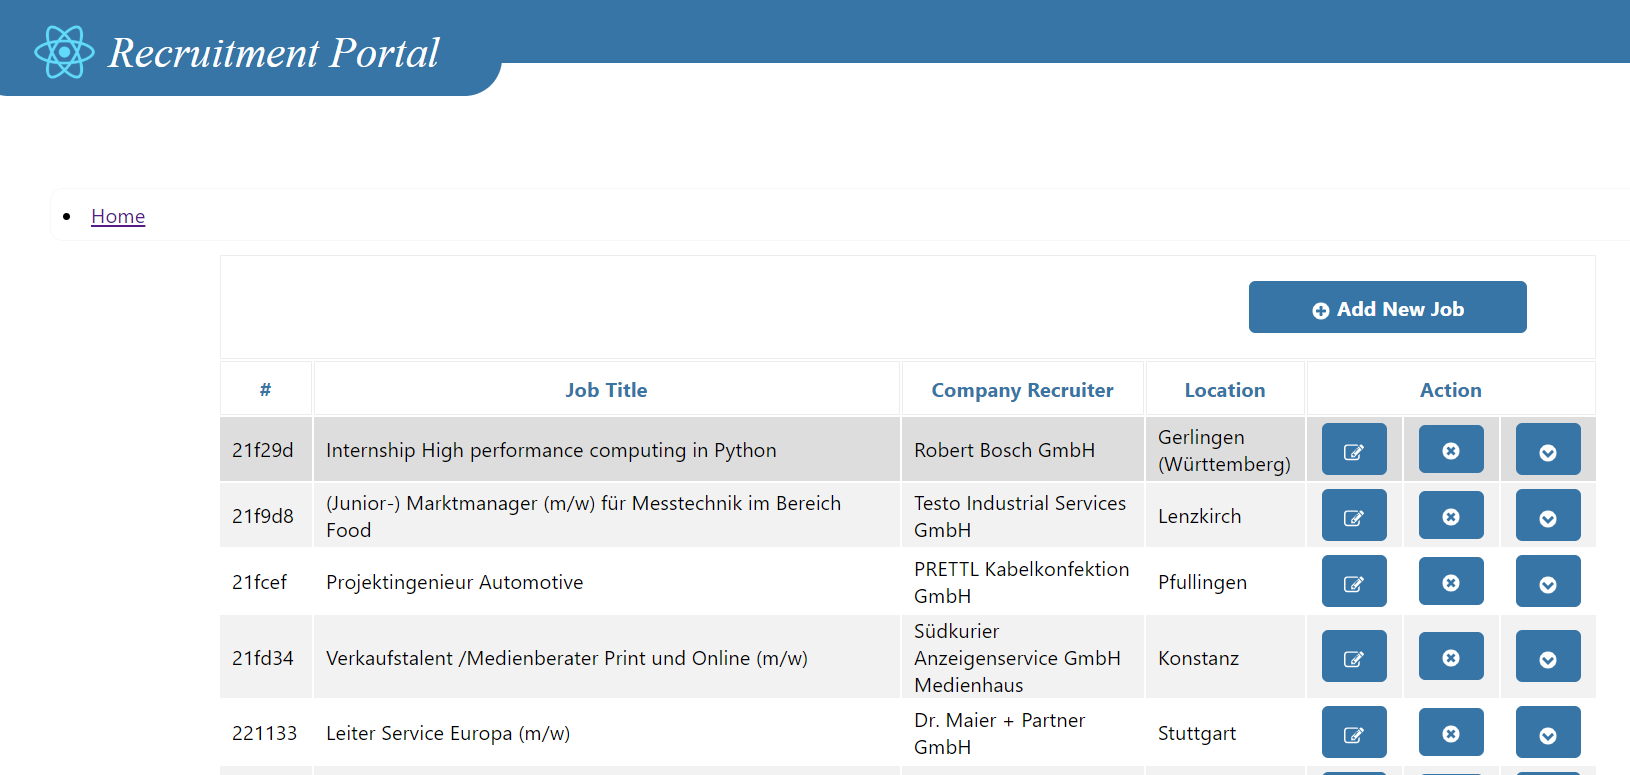 Recruitment Portal
Home
Add New Job
# Job Title Company Recruiter Location Action
21f29d Internship High performance computing in Python Robert Bosch GmbH Gerlingen
(Württemberg)
21f9d8 (Junior-) Marktmanager (m/w) für Messtechnik im Bereich
Food Testo Industrial Services
GmbH Lenzkirch
21fcef Projektingenieur Automotive PRETTL Kabelkonfektion
GmbH Pfullingen
21fd34 Verkaufstalent /Medienberater Print und Online (m/w) Südkurier
Anzeigenservice GmbH
Medienhaus Konstanz
221133 Leiter Service Europa (m/w) Dr. Maier + Partner
GmbH Stuttgart